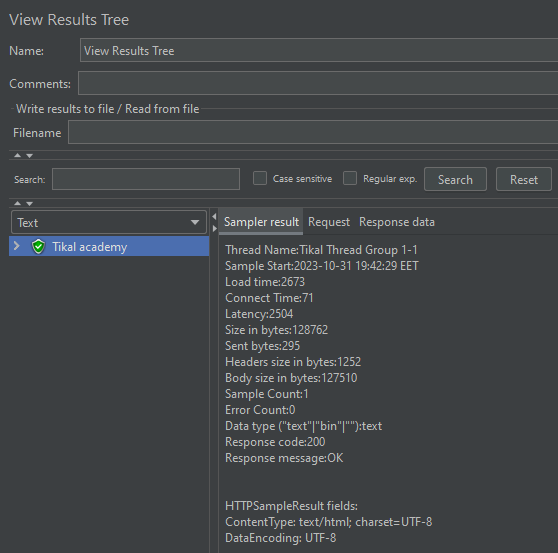 View Results Tree
Name: View Results Tree
Comments:
Write results to file / Read from file
Filename
Search: Case sensitive Regular exp. Search Reset
Text
Tikal academy
Sampler result Request Response data
Thread Name:Tikal Thread Group 1-1
Sample Start:2023-10-31 19:42:29 EET
Load time:2673
Connect Time:71
Latency:2504
Size in bytes:128762
Sent bytes:295
Headers size in bytes:1252
Body size in bytes:127510
Sample Count:1
Error Count:0
Data type ("text"|"bin"|""):text
Response code:200
Response message:OK
HTTPSampleResult fields:
ContentType: text/html; charset=UTF-8
DataEncoding: UTF-8